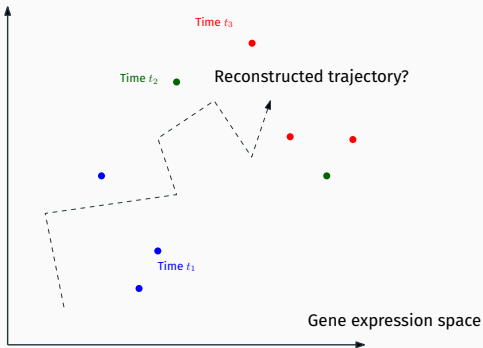 Time t₃
Time t₂
Reconstructed trajectory?
Time t₁
Gene expression space